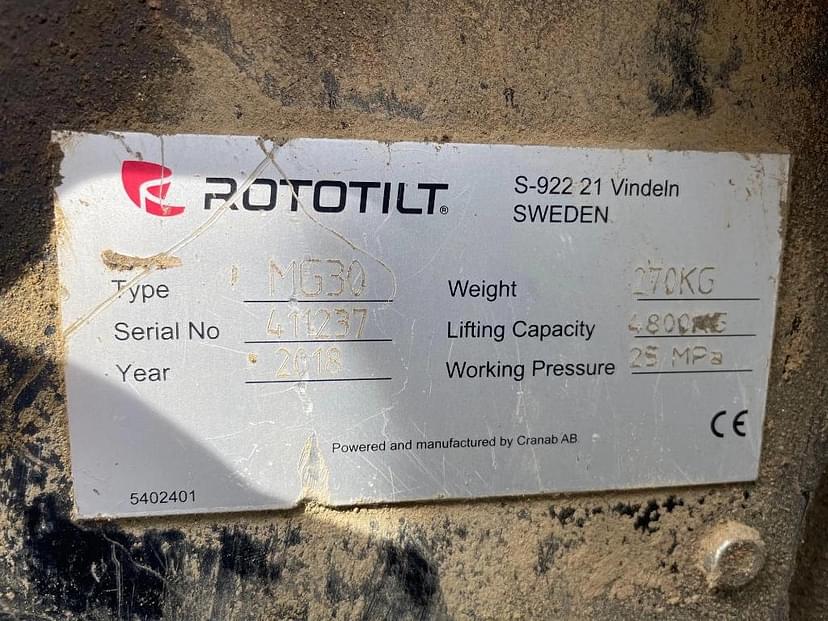 ROTOTILT®
S-922 21 Vindeln
SWEDEN
Type MG30
Serial No 411237
Year 2018
Weight 270KG
Lifting Capacity 4800KG
Working Pressure 25 MPa
Powered and manufactured by Cranab AB
CE
5402401